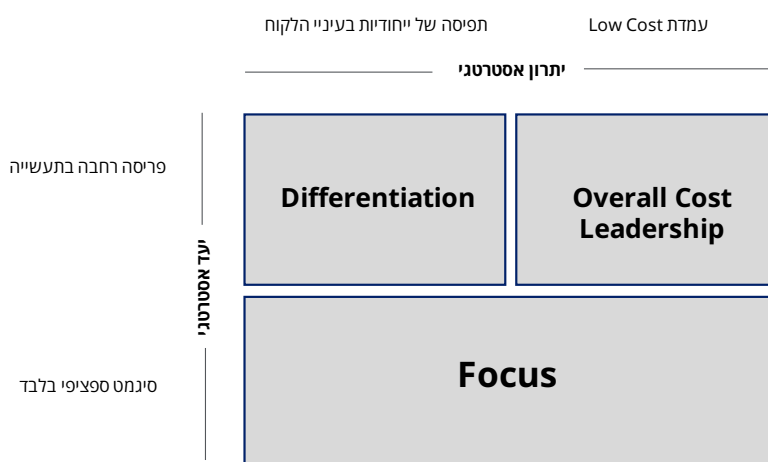 תפיסה של ייחודיות בעיניי הלקוח
עמדת Low Cost
יתרון אסטרטגי
פריסה רחבה בתעשייה
Differentiation
Overall Cost
Leadership
יעד אסטרטגי
סיגמט ספציפי בלבד
Focus